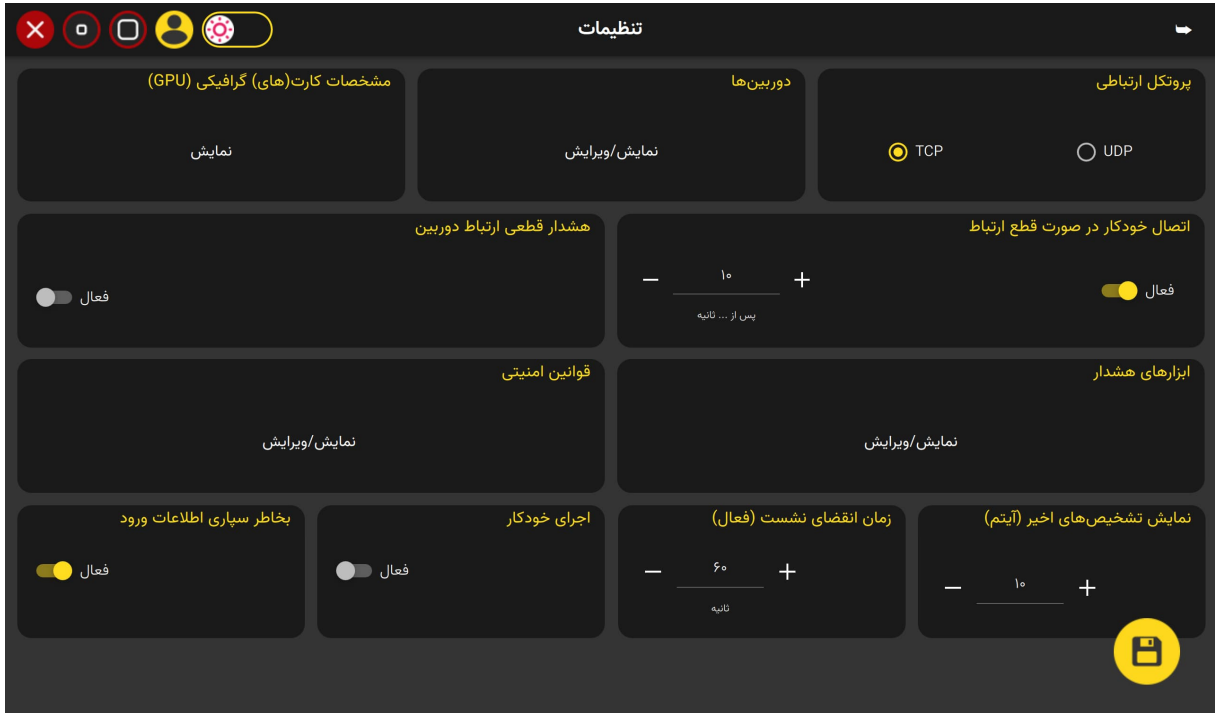 تنظیمات
پروتکل ارتباطی
UDP
TCP
دوربین‌ها
نمایش/ویرایش
مشخصات کارت(های) گرافیکی (GPU)
نمایش
اتصال خودکار در صورت قطع ارتباط
فعال
۱۰
پس از ... ثانیه
هشدار قطعی ارتباط دوربین
فعال
ابزارهای هشدار
نمایش/ویرایش
قوانین امنیتی
نمایش/ویرایش
نمایش تشخیص‌های اخیر (آیتم)
۱۰
زمان انقضای نشست (فعال)
۶۰
ثانیه
اجرای خودکار
فعال
بخاطر سپاری اطلاعات ورود
فعال